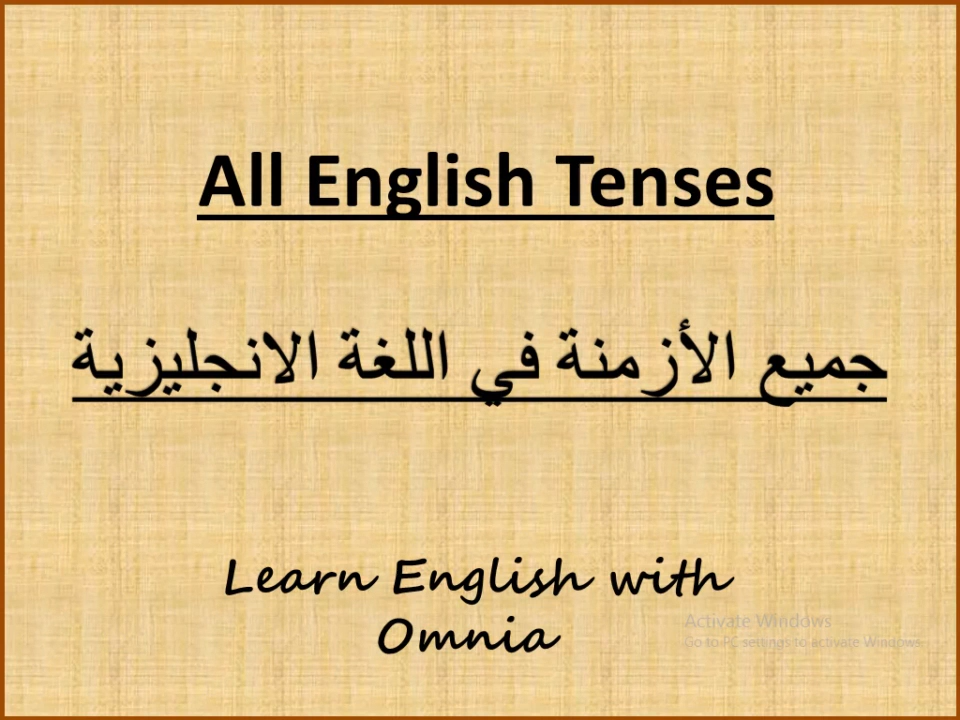 All English Tenses
جميع الأزمنة في اللغة الانجليزية
Learn English with
Omnia
Activate Windows
Go to PC settings to activate Windows.